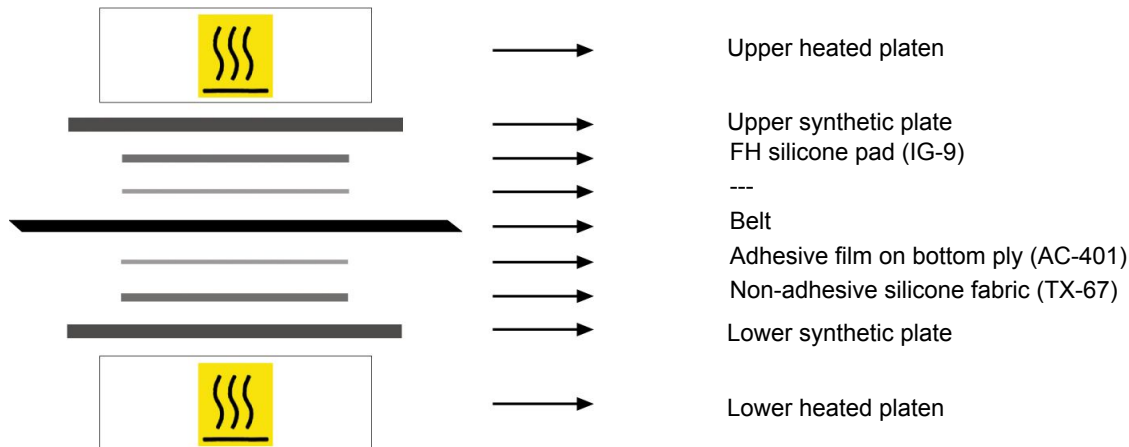 Upper heated platen
Upper synthetic plate
FH silicone pad (IG-9)
---
Belt
Adhesive film on bottom ply (AC-401)
Non-adhesive silicone fabric (TX-67)
Lower synthetic plate
Lower heated platen